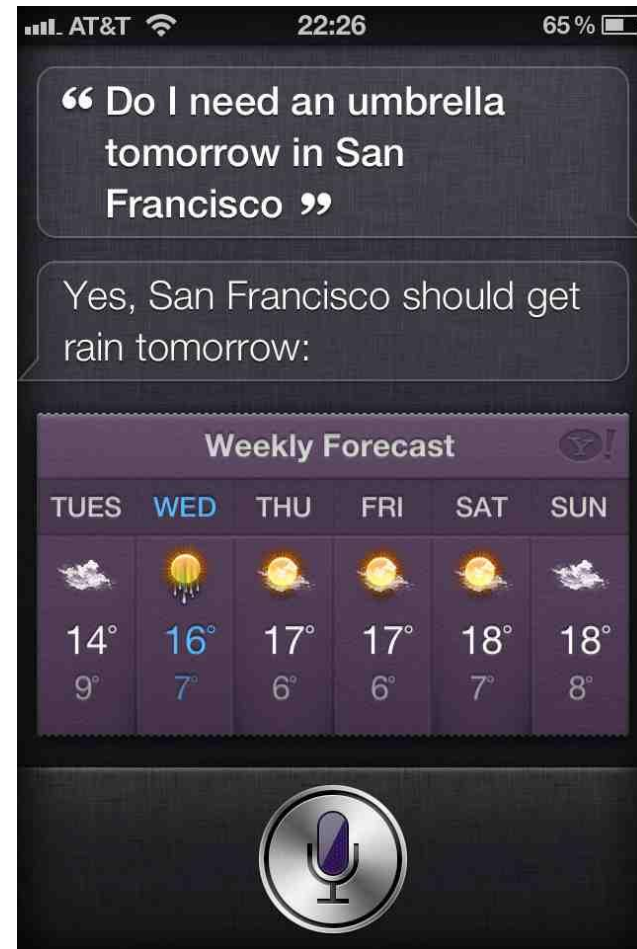 AT&T 22:26 65%
“ Do I need an umbrella
tomorrow in San
Francisco ”
Yes, San Francisco should get
rain tomorrow:
Weekly Forecast Y!
TUES WED THU FRI SAT SUN
14° 16° 17° 17° 18° 18°
9° 7° 6° 6° 7° 8°